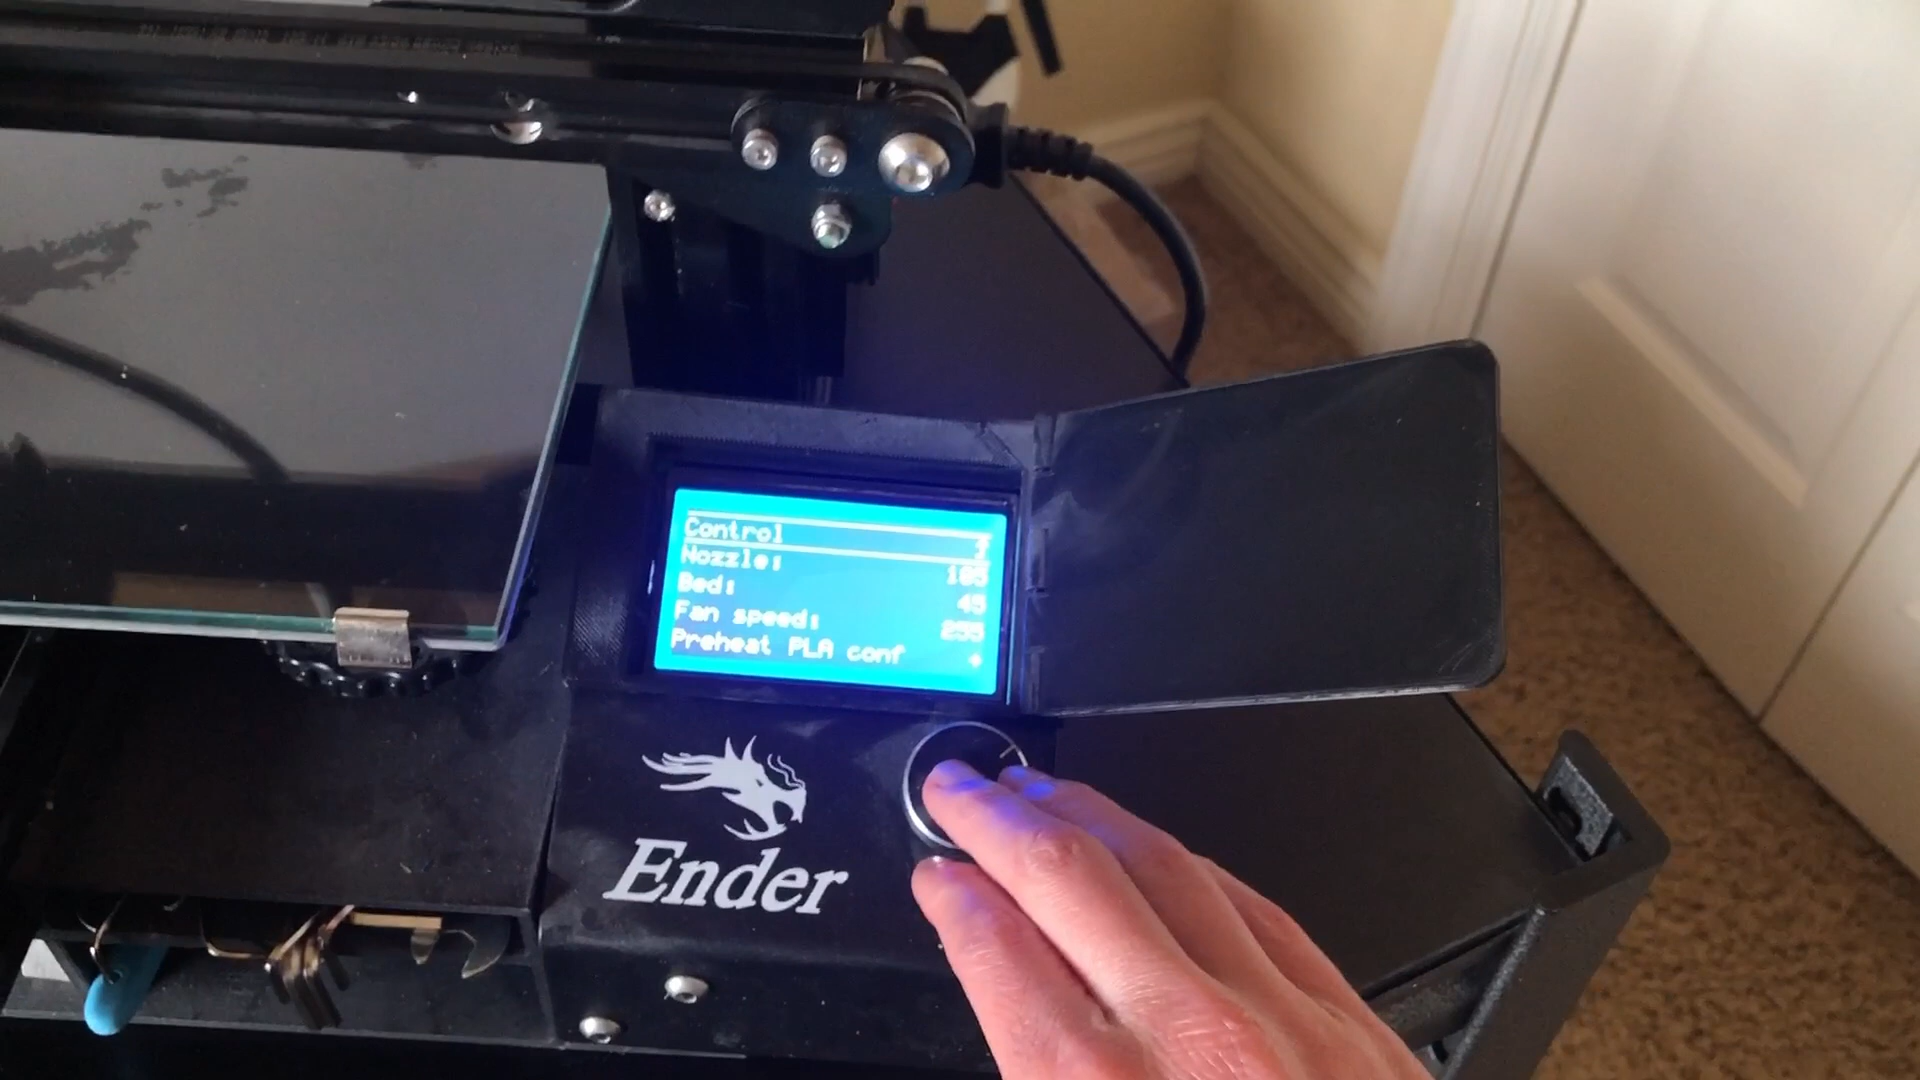 Control
Nozzle: 185
Bed: 45
Fan speed: 255
Preheat PLA conf
Ender